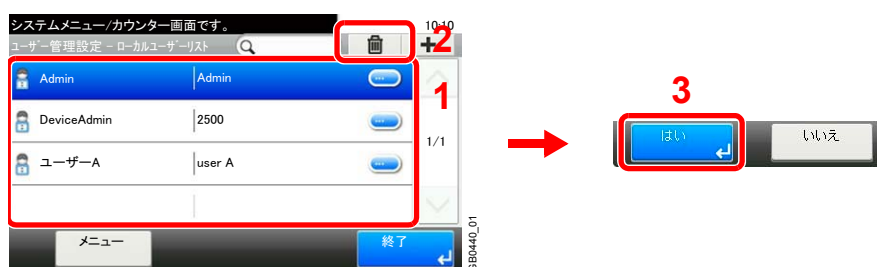 システムメニュー/カウンター画面です。
10:10
ユーザー管理設定 - ローカルユーザーリスト
2
Admin
Admin
1
DeviceAdmin
2500
1/1
ユーザーA
user A
メニュー
終了
3
はい
いいえ